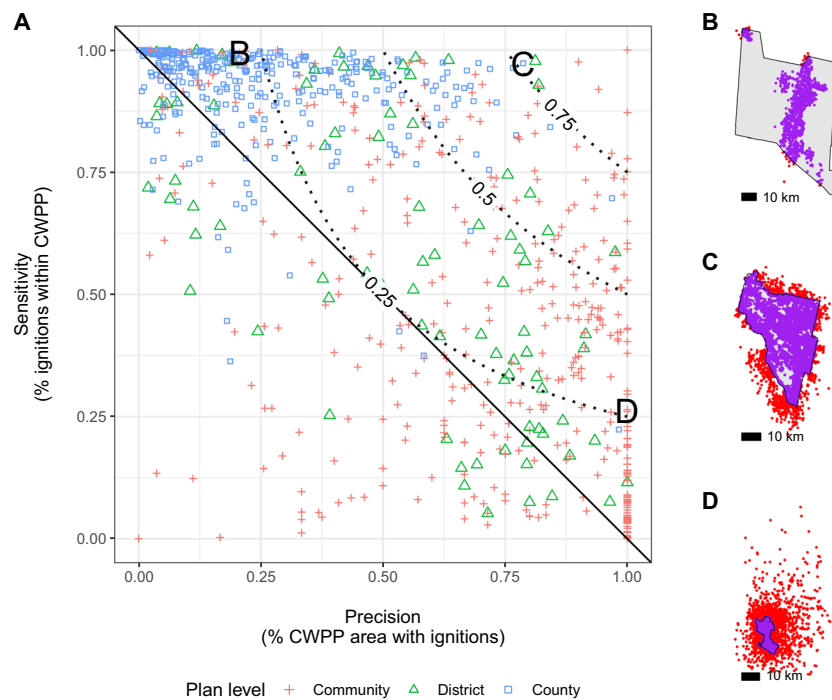 A
1.00
0.75
0.50
0.25
0.00
Sensitivity
(% ignitions within CWPP)
B
C
0.75
0.5
0.25
D
0.00
0.25
0.50
0.75
1.00
Precision
(% CWPP area with ignitions)
Plan level
Community
District
County
B
10 km
C
10 km
D
10 km